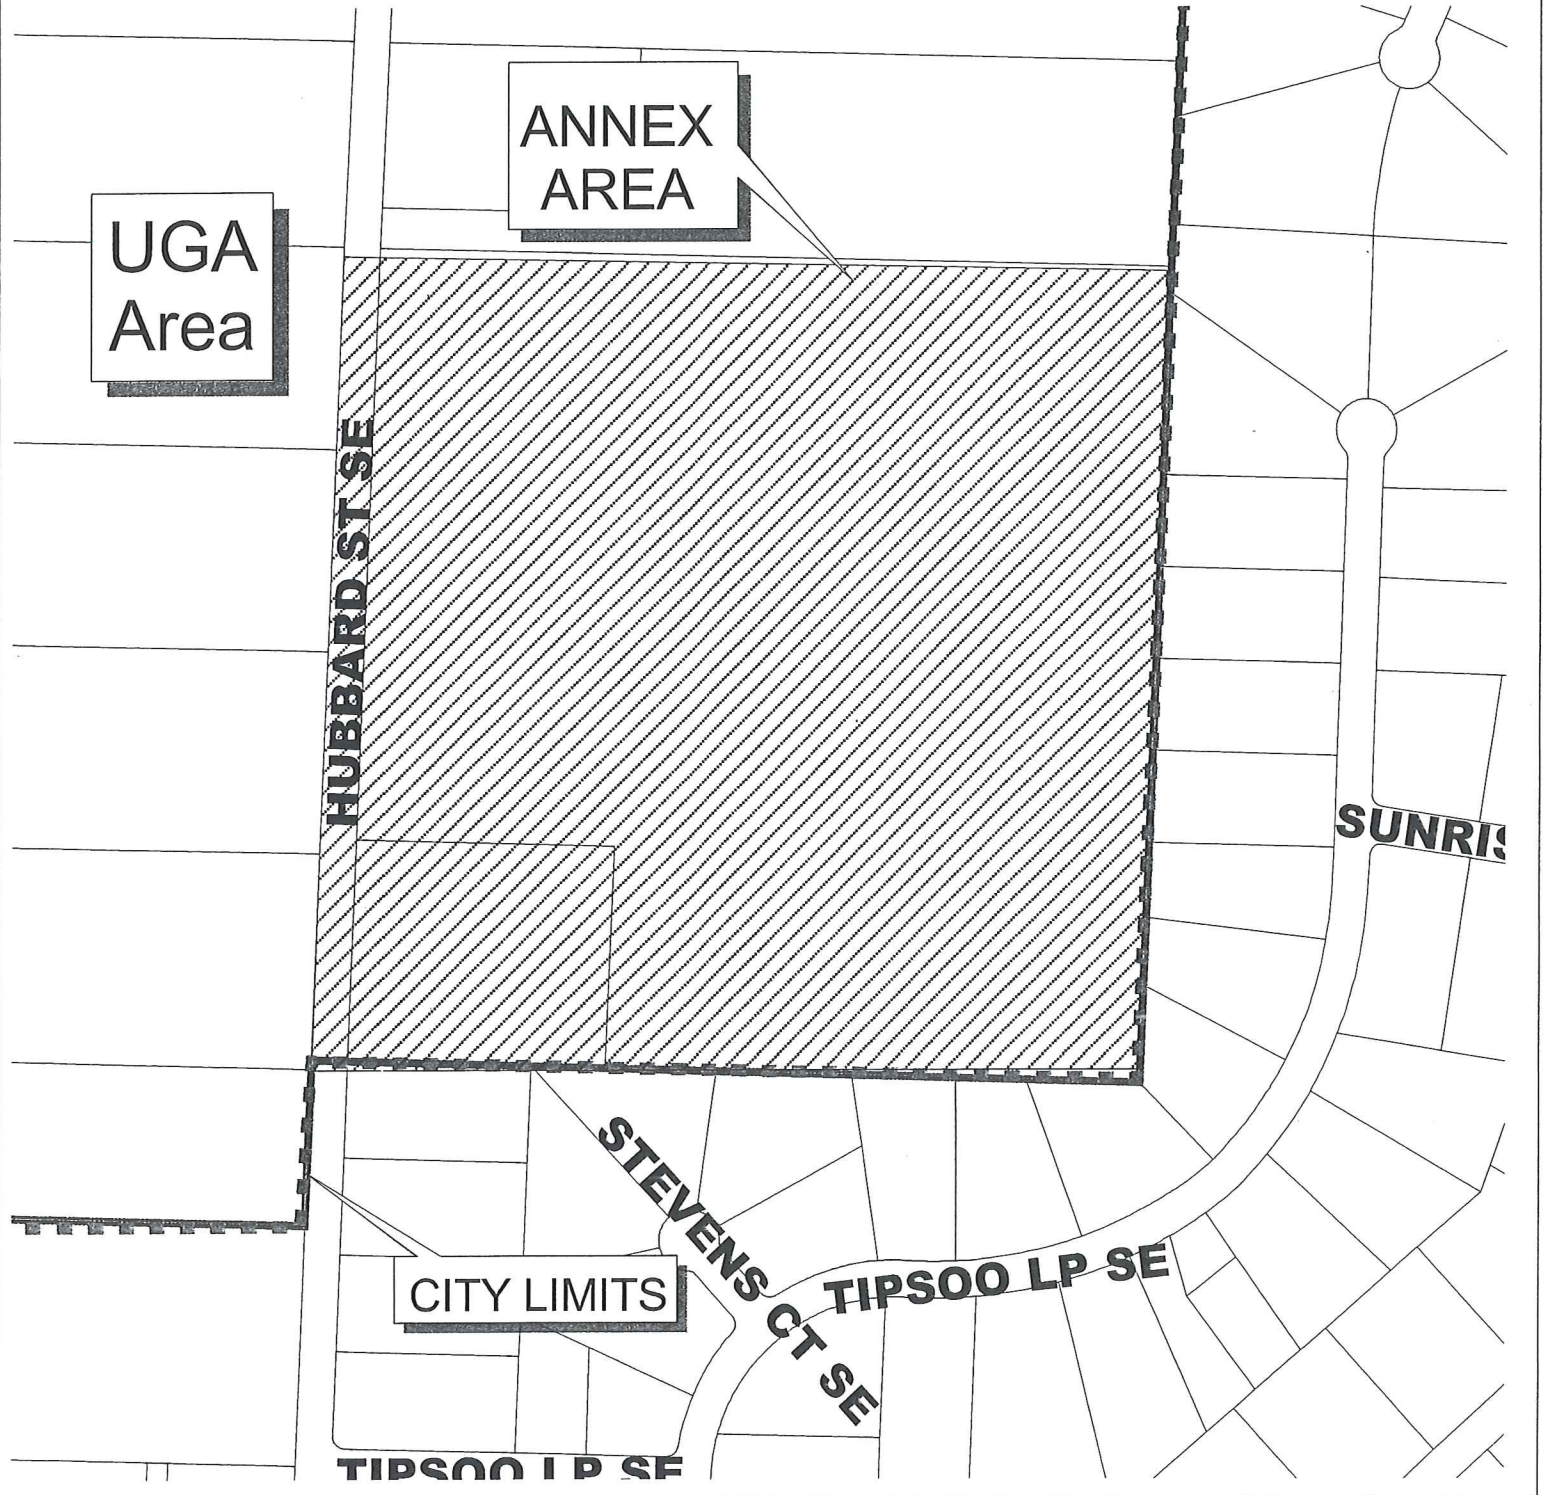 ANNEX
AREA
UGA
Area
HUBBARD ST SE
SUNRIS
STEVENS CT SE
TIPSOO LP SE
CITY LIMITS
TIPSOO LP SE